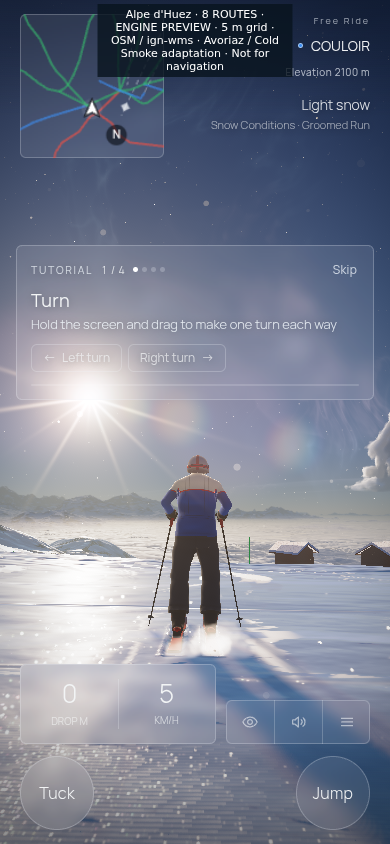 Alpe d'Huez · 8 ROUTES ·
ENGINE PREVIEW · 5 m grid ·
OSM / ign-wms · Avoriaz / Cold
Smoke adaptation · Not for
navigation
Free Ride
COULOIR
Elevation 2100 m
Light snow
Snow Conditions · Groomed Run
N
TUTORIAL 1 / 4
Skip
Turn
Hold the screen and drag to make one turn each way
← Left turn
Right turn →
0
5
DROP M
KM/H
Tuck
Jump